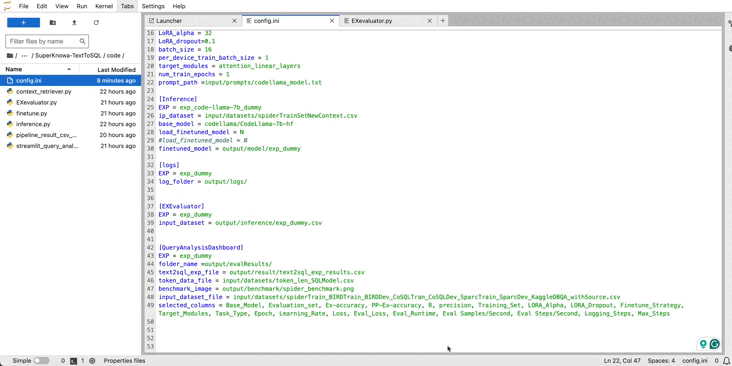 File Edit View Run Kernel Tabs Settings Help
+
Launcher × config.ini × EXevaluator.py × +
Filter files by name
/ ... / SuperKnowa-TextToSQL / code /
Name Last Modified
config.ini 8 minutes ago
context_retriever.py 22 hours ago
EXevaluator.py 21 hours ago
finetune.py 21 hours ago
inference.py 22 hours ago
pipeline_result_csv_... 20 hours ago
streamlit_query_anal... 21 hours ago
16 LoRA_alpha = 32
17 LoRA_dropout=0.1
18 batch_size = 16
19 per_device_train_batch_size = 1
20 target_modules = attention_linear_layers
21 num_train_epochs = 1
22 prompt_path =input/prompts/codellama_model.txt
23
24 [Inference]
25 EXP = exp_code-llama-7b_dummy
26 ip_dataset = input/datasets/spiderTrainSetNewContext.csv
27 base_model = codellama/CodeLlama-7b-hf
28 load_finetuned_model = N
29 #load_finetuned_model = N
30 finetuned_model = output/model/exp_dummy
31
32 [logs]
33 EXP = exp_dummy
34 log_folder = output/logs/
35
36
37 [EXEvaluator]
38 EXP = exp_dummy
39 input_dataset = output/inference/exp_dummy.csv
40
41
42 [QueryAnalysisDashboard]
43 EXP = exp_dummy
44 folder_name =output/evalResults/
45 text2sql_exp_file = output/result/text2sql_exp_results.csv
46 token_data_file = input/datasets/token_len_SQLModel.csv
47 benchmark_image = output/benchmark/spider_benchmark.png
48 input_dataset_file = input/datasets/spiderTrain_BIRDTrain_BIRDDev_CoSQLTran_CoSQLDev_SparcTrain_SparcDev_KaggleDBQA_withSource.csv
49 selected_columns = Base_Model, Evaluation_set, Ex-accuracy, PP-Ex-accuracy, R, precision, Training_Set, LORA_Alpha, LORA_Dropout, Finetune_Strategy,
Target_Modules, Task_Type, Epoch, Learning_Rate, Loss, Eval_Loss, Eval_Runtime, Eval Samples/Second, Eval Steps/Second, Logging_Steps, Max_Steps
50
51
52
53
Simple 0 1 Properties files Ln 22, Col 47 Spaces: 4 config.ini 0